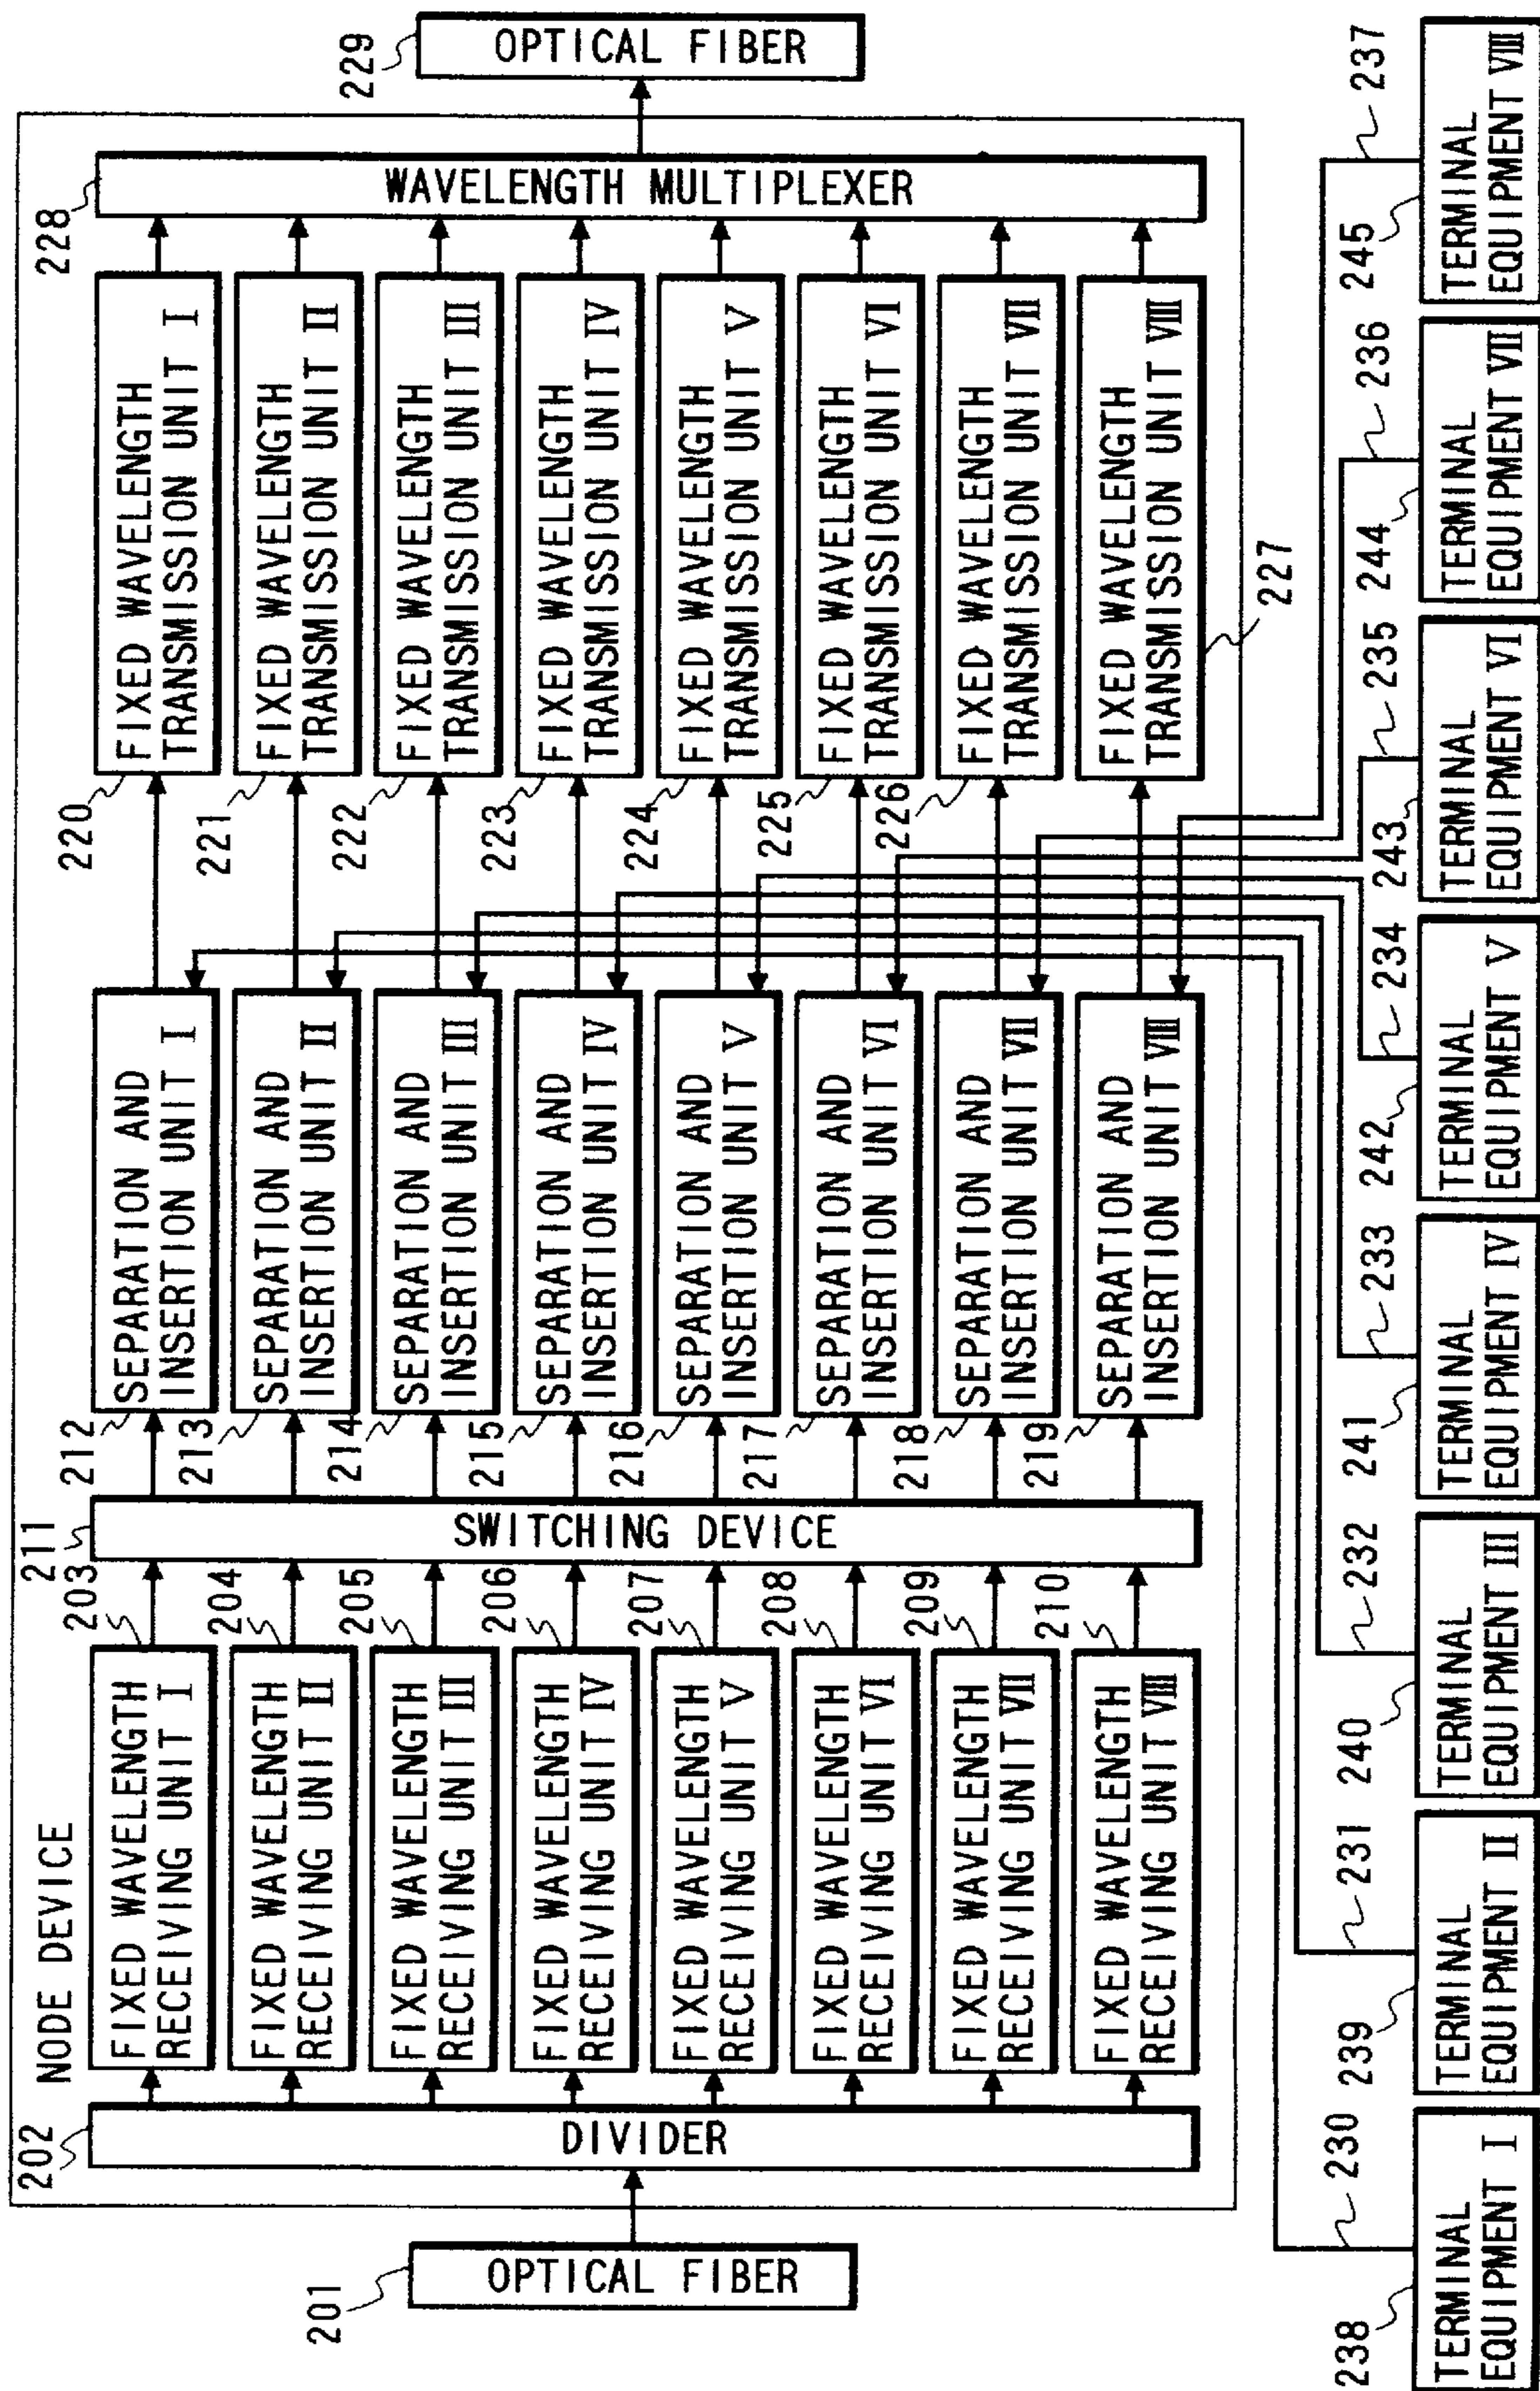 NODE DEVICE
201
OPTICAL FIBER
202
DIVIDER
FIXED WAVELENGTH
RECEIVING UNIT I
203
FIXED WAVELENGTH
RECEIVING UNIT II
204
FIXED WAVELENGTH
RECEIVING UNIT III
205
FIXED WAVELENGTH
RECEIVING UNIT IV
206
FIXED WAVELENGTH
RECEIVING UNIT V
207
FIXED WAVELENGTH
RECEIVING UNIT VI
208
FIXED WAVELENGTH
RECEIVING UNIT VII
209
FIXED WAVELENGTH
RECEIVING UNIT VIII
210
211
SWITCHING DEVICE
212
SEPARATION AND
INSERTION UNIT I
213
SEPARATION AND
INSERTION UNIT II
214
SEPARATION AND
INSERTION UNIT III
215
SEPARATION AND
INSERTION UNIT IV
216
SEPARATION AND
INSERTION UNIT V
217
SEPARATION AND
INSERTION UNIT VI
218
SEPARATION AND
INSERTION UNIT VII
219
SEPARATION AND
INSERTION UNIT VIII
220
FIXED WAVELENGTH
TRANSMISSION UNIT I
221
FIXED WAVELENGTH
TRANSMISSION UNIT II
222
FIXED WAVELENGTH
TRANSMISSION UNIT III
223
FIXED WAVELENGTH
TRANSMISSION UNIT IV
224
FIXED WAVELENGTH
TRANSMISSION UNIT V
225
FIXED WAVELENGTH
TRANSMISSION UNIT VI
226
FIXED WAVELENGTH
TRANSMISSION UNIT VII
227
FIXED WAVELENGTH
TRANSMISSION UNIT VIII
228
WAVELENGTH MULTIPLEXER
229
OPTICAL FIBER
238
230
TERMINAL
EQUIPMENT I
239
231
TERMINAL
EQUIPMENT II
240
232
TERMINAL
EQUIPMENT III
241
233
TERMINAL
EQUIPMENT IV
242
234
TERMINAL
EQUIPMENT V
243
235
TERMINAL
EQUIPMENT VI
244
236
TERMINAL
EQUIPMENT VII
245
237
TERMINAL
EQUIPMENT VIII